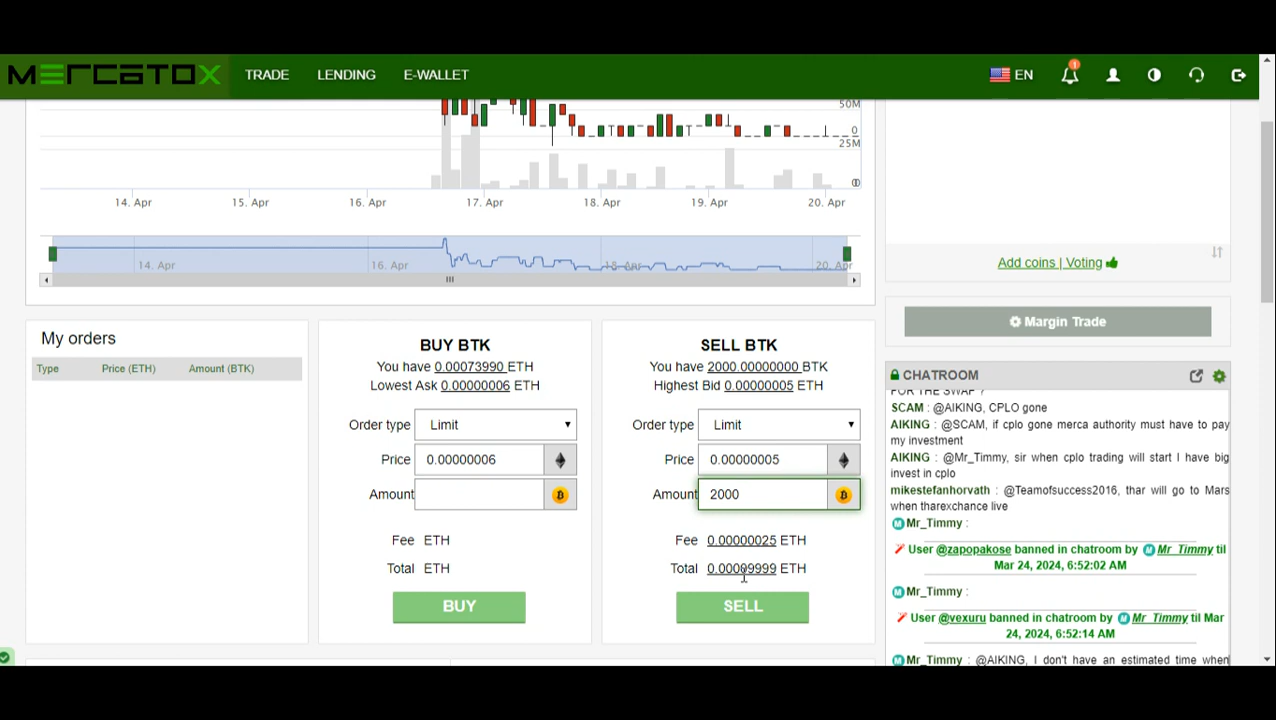 MERCATOX TRADE LENDING E-WALLET EN 1
50M
0
25M
0
14. Apr 15. Apr 16. Apr 17. Apr 18. Apr 19. Apr 20. Apr
14. Apr 16. Apr 18. Apr 20. Apr
Add coins | Voting
Margin Trade
My orders
Type Price (ETH) Amount (BTK)
BUY BTK
You have 0.00073990 ETH
Lowest Ask 0.00000006 ETH
Order type Limit
Price 0.00000006
Amount
Fee ETH
Total ETH
BUY
SELL BTK
You have 2000.00000000 BTK
Highest Bid 0.00000005 ETH
Order type Limit
Price 0.00000005
Amount 2000
Fee 0.00000025 ETH
Total 0.00009999 ETH
SELL
CHATROOM
FOR THE SWAP ?
SCAM : @AIKING, CPLO gone
AIKING : @SCAM, if cplo gone merca authority must have to pay
my investment
AIKING : @Mr_Timmy, sir when cplo trading will start I have big
invest in cplo
mikestefanhorvath : @Teamofsuccess2016, thar will go to Mars
when tharexchance live
M Mr_Timmy :
User @zapopakose banned in chatroom by M Mr_Timmy til
Mar 24, 2024, 6:52:02 AM
M Mr_Timmy :
User @vexuru banned in chatroom by M Mr_Timmy til Mar
24, 2024, 6:52:14 AM
M Mr_Timmy : @AIKING, I don't have an estimated time when